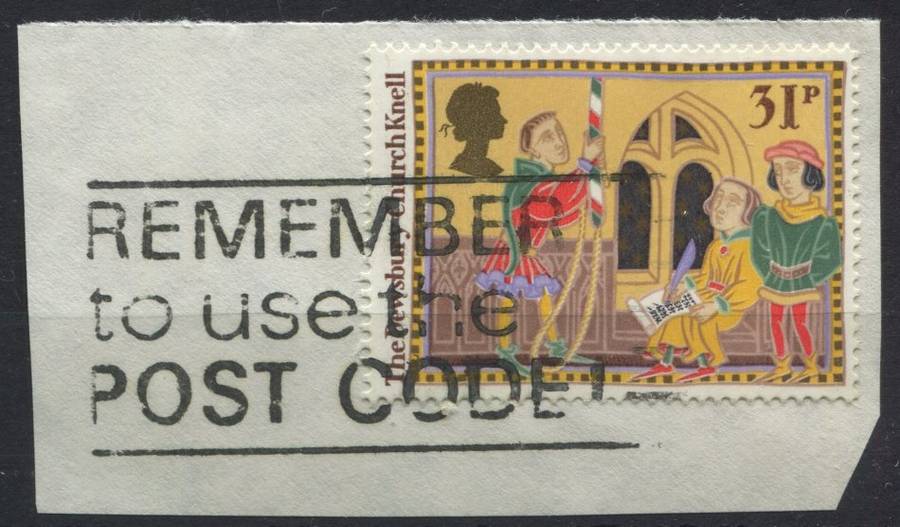 31P
The Dewsbury Church Knell
REMEMBER
to use the
POST CODE!